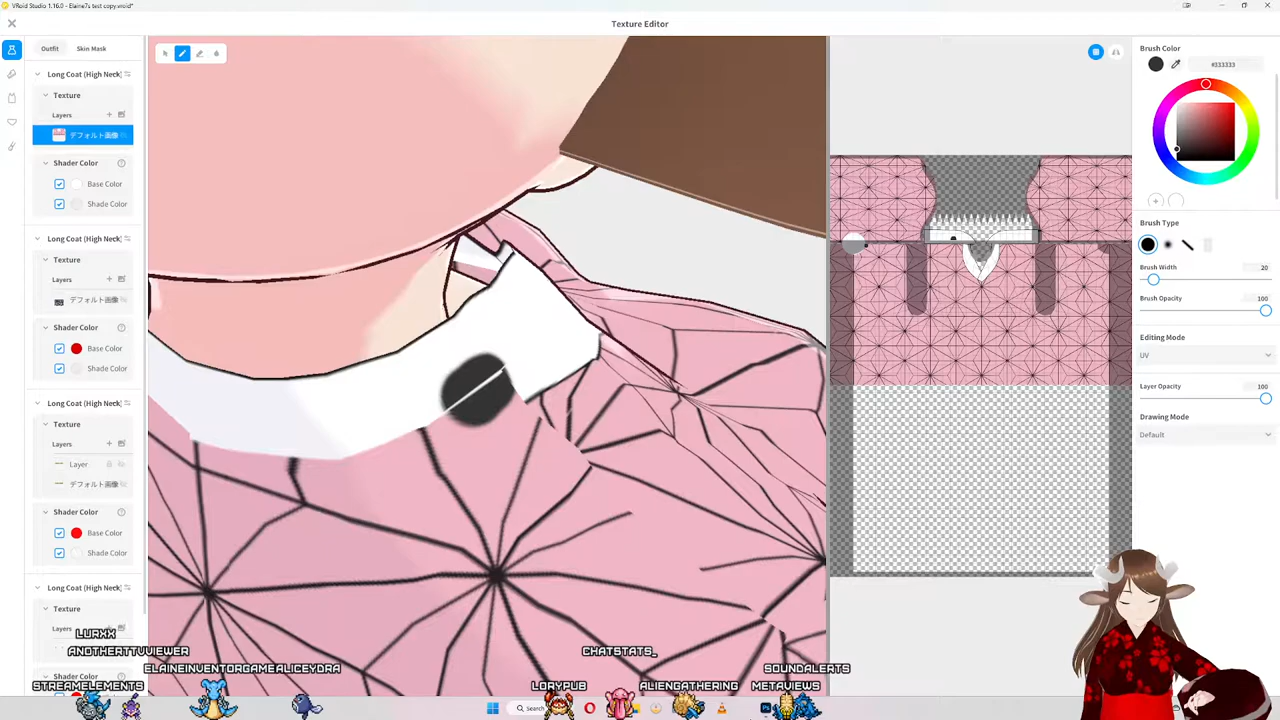 VRoid Studio 1.16.0 - Elaine7s test copy.vroid*
Texture Editor
Outfit
Skin Mask
Long Coat (High Neck)
Texture
Layers
デフォルト画像
Shader Color
Base Color
Shade Color
Long Coat (High Neck)
Texture
Layers
デフォルト画像
Shader Color
Base Color
Shade Color
Long Coat (High Neck)
Texture
Layers
Layer
デフォルト画像
Shader Color
Base Color
Shade Color
Long Coat (High Neck)
Texture
Layers
Shader Color
Brush Color
#333333
Brush Type
Brush Width
20
Brush Opacity
100
Editing Mode
UV
Layer Opacity
100
Drawing Mode
Default
LURXX
ANOTHERTTVVIEWER
ELAINEINVENTORGAMEALICEYDRA
STREAMELEMENTS
CHATSTATS_
SOUNDALERTS
LORYPUB
ALIENGATHERING
METAVIEWS
Search